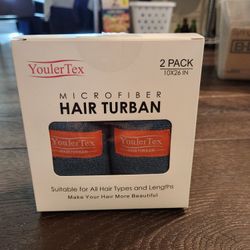 YoulerTex
2 PACK
10X26 IN
MICROFIBER
HAIR TURBAN
YoulerTex
HAIR TURBAN
YoulerTex
HAIR TURBAN
Suitable for All Hair Types and Lengths
Make Your Hair More Beautiful